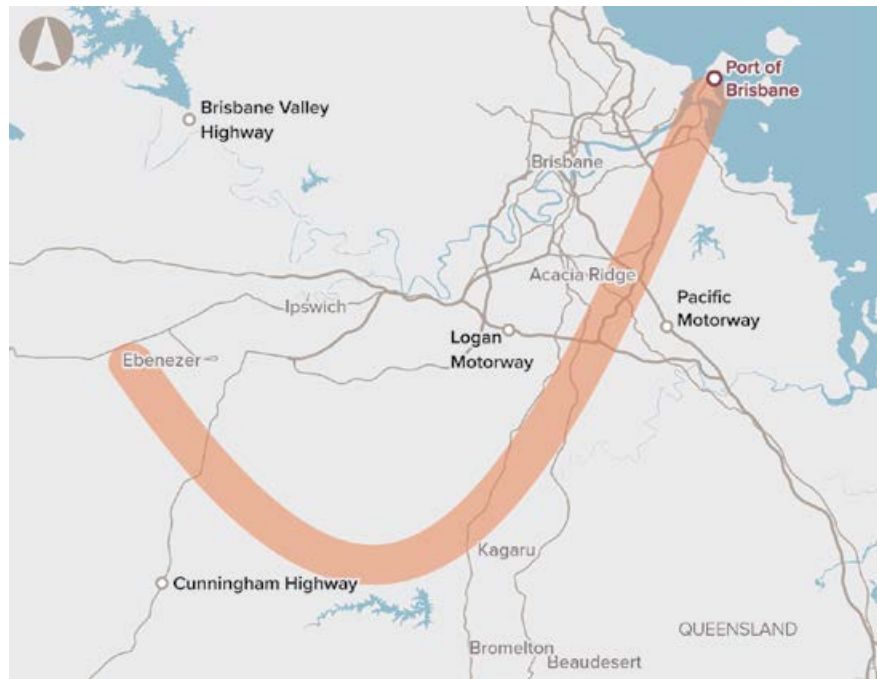 Port of
Brisbane
Brisbane Valley
Highway
Brisbane
Acacia Ridge
Ipswich
Pacific
Motorway
Logan
Motorway
Ebenezer
Kagaru
Cunningham Highway
QUEENSLAND
Bromelton
Beaudesert